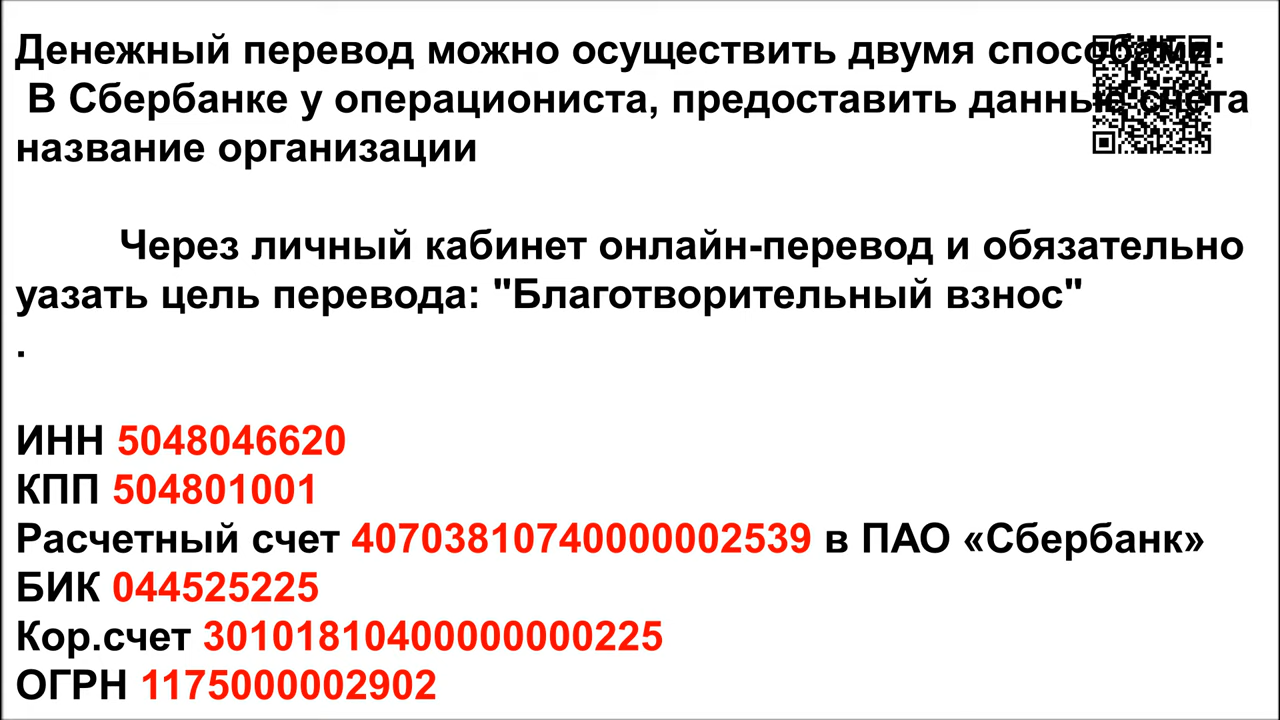 Денежный перевод можно осуществить двумя способами:
В Сбербанке у операциониста, предоставить данные счета
название организации
Через личный кабинет онлайн-перевод и обязательно
уазать цель перевода: "Благотворительный взнос"
.
ИНН 5048046620
КПП 504801001
Расчетный счет 40703810740000002539 в ПАО «Сбербанк»
БИК 044525225
Кор.счет 30101810400000000225
ОГРН 1175000002902